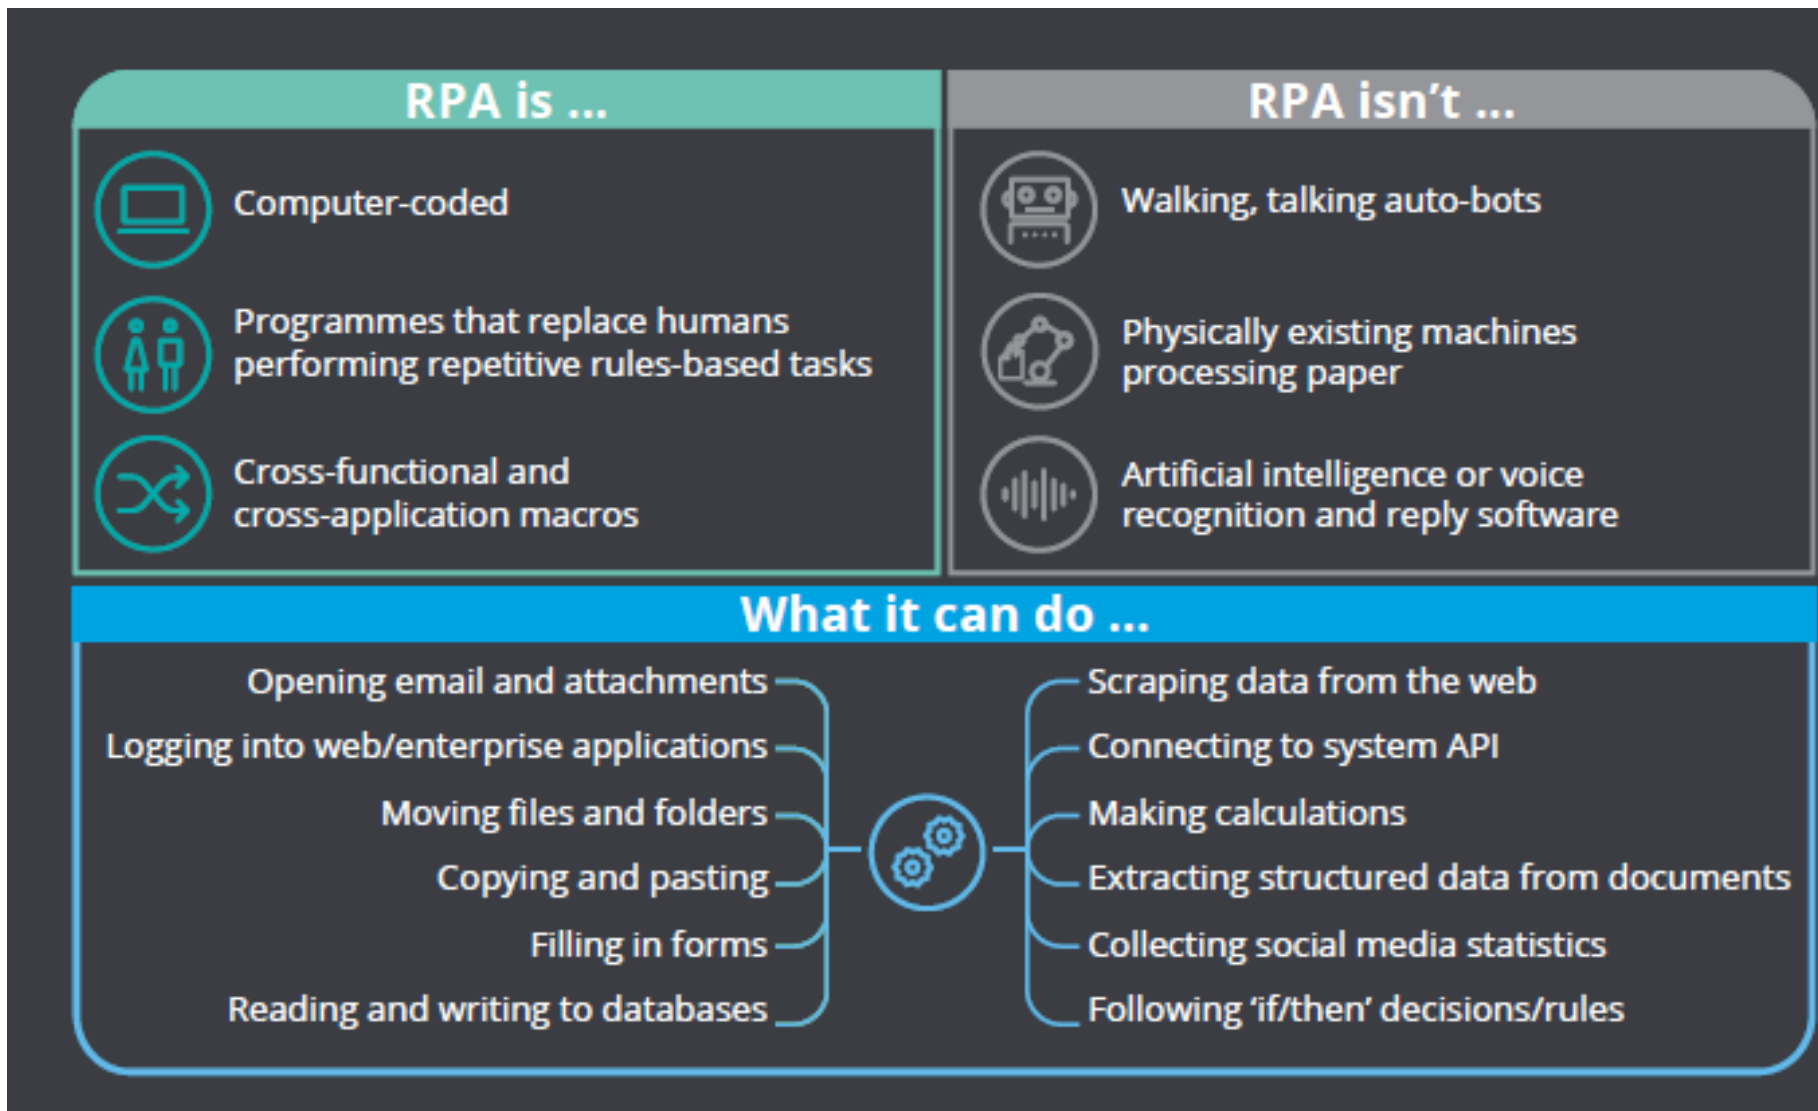 RPA is ...
Computer-coded
Programmes that replace humans
performing repetitive rules-based tasks
Cross-functional and
cross-application macros
RPA isn’t ...
Walking, talking auto-bots
Physically existing machines
processing paper
Artificial intelligence or voice
recognition and reply software
What it can do ...
Opening email and attachments
Logging into web/enterprise applications
Moving files and folders
Copying and pasting
Filling in forms
Reading and writing to databases
Scraping data from the web
Connecting to system API
Making calculations
Extracting structured data from documents
Collecting social media statistics
Following ‘if/then’ decisions/rules